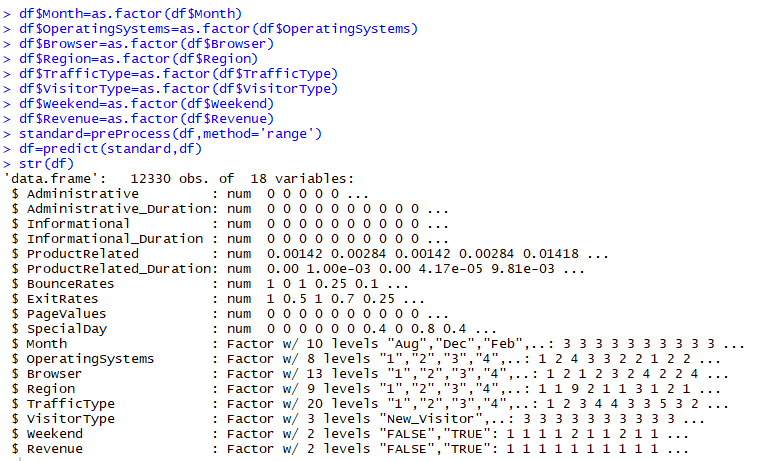 > df$Month=as.factor(df$Month)
> df$OperatingSystems=as.factor(df$OperatingSystems)
> df$Browser=as.factor(df$Browser)
> df$Region=as.factor(df$Region)
> df$TrafficType=as.factor(df$TrafficType)
> df$VisitorType=as.factor(df$VisitorType)
> df$Weekend=as.factor(df$Weekend)
> df$Revenue=as.factor(df$Revenue)
> standard=preProcess(df,method='range')
> df=predict(standard,df)
> str(df)
'data.frame':   12330 obs. of  18 variables:
 $ Administrative         : num  0 0 0 0 0 ...
 $ Administrative_Duration: num  0 0 0 0 0 0 0 0 0 0 ...
 $ Informational          : num  0 0 0 0 0 0 0 0 0 0 ...
 $ Informational_Duration : num  0 0 0 0 0 0 0 0 0 0 ...
 $ ProductRelated         : num  0.00142 0.00284 0.00142 0.00284 0.01418 ...
 $ ProductRelated_Duration: num  0.00 1.00e-03 0.00 4.17e-05 9.81e-03 ...
 $ BounceRates            : num  1 0 1 0.25 0.1 ...
 $ ExitRates              : num  1 0.5 1 0.7 0.25 ...
 $ PageValues             : num  0 0 0 0 0 0 0 0 0 0 ...
 $ SpecialDay             : num  0 0 0 0 0 0 0.4 0 0.8 0.4 ...
 $ Month                  : Factor w/ 10 levels "Aug","Dec","Feb",..: 3 3 3 3 3 3 3 3 3 3 ...
 $ OperatingSystems       : Factor w/ 8 levels "1","2","3","4",..: 1 2 4 3 3 2 2 1 2 2 ...
 $ Browser                : Factor w/ 13 levels "1","2","3","4",..: 1 2 1 2 3 2 4 2 2 4 ...
 $ Region                 : Factor w/ 9 levels "1","2","3","4",..: 1 1 9 2 1 1 3 1 2 1 ...
 $ TrafficType            : Factor w/ 20 levels "1","2","3","4",..: 1 2 3 4 4 3 3 5 3 2 ...
 $ VisitorType            : Factor w/ 3 levels "New_Visitor",..: 3 3 3 3 3 3 3 3 3 3 ...
 $ Weekend                : Factor w/ 2 levels "FALSE","TRUE": 1 1 1 1 2 1 1 2 1 1 ...
 $ Revenue                : Factor w/ 2 levels "FALSE","TRUE": 1 1 1 1 1 1 1 1 1 1 ...